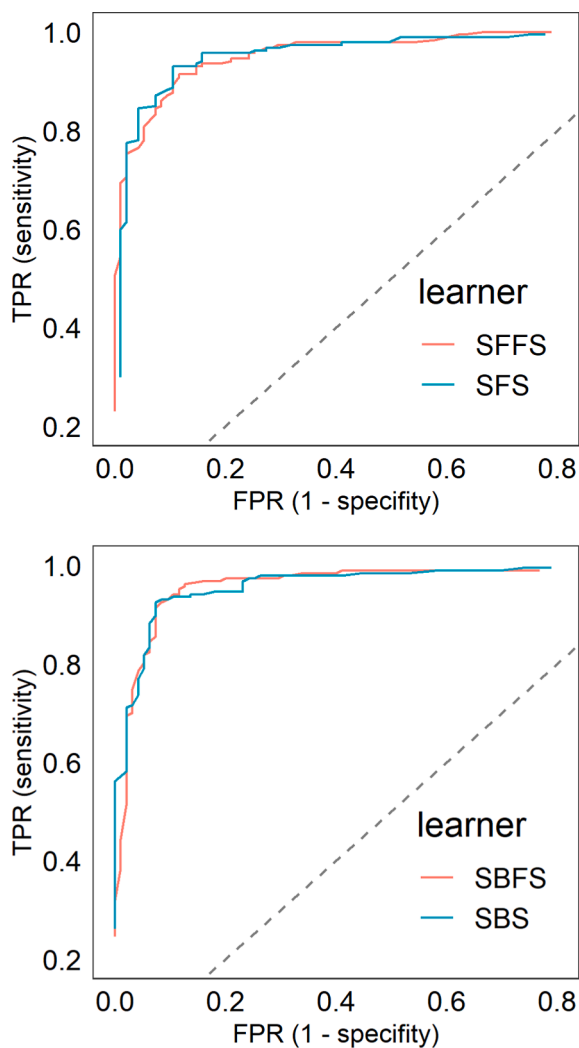 1.0
0.8
0.6
0.4
0.2
TPR (sensitivity)
learner
SFFS
SFS
0.0 0.2 0.4 0.6 0.8
FPR (1 - specifity)
1.0
0.8
0.6
0.4
0.2
TPR (sensitivity)
learner
SBFS
SBS
0.0 0.2 0.4 0.6 0.8
FPR (1 - specifity)